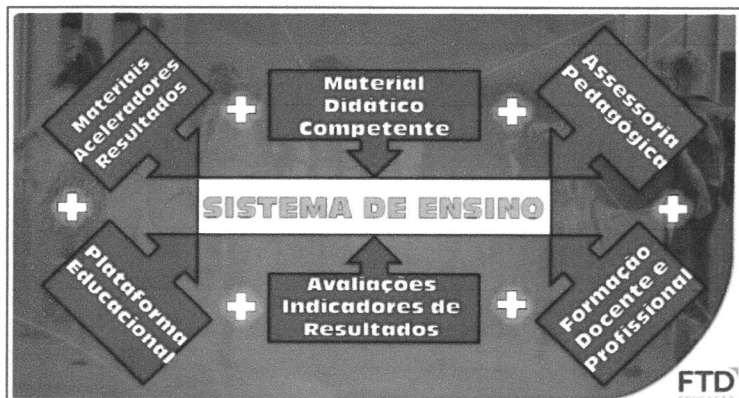 Materiais
Aceleradores
Resultados
Material
Didático
Competente
Assessoria
Pedagógica
SISTEMA DE ENSINO
Plataforma
Educacional
Avaliações
Indicadores de
Resultados
Formação
Docente e
Profissional
FTD
EDUCAÇÃO